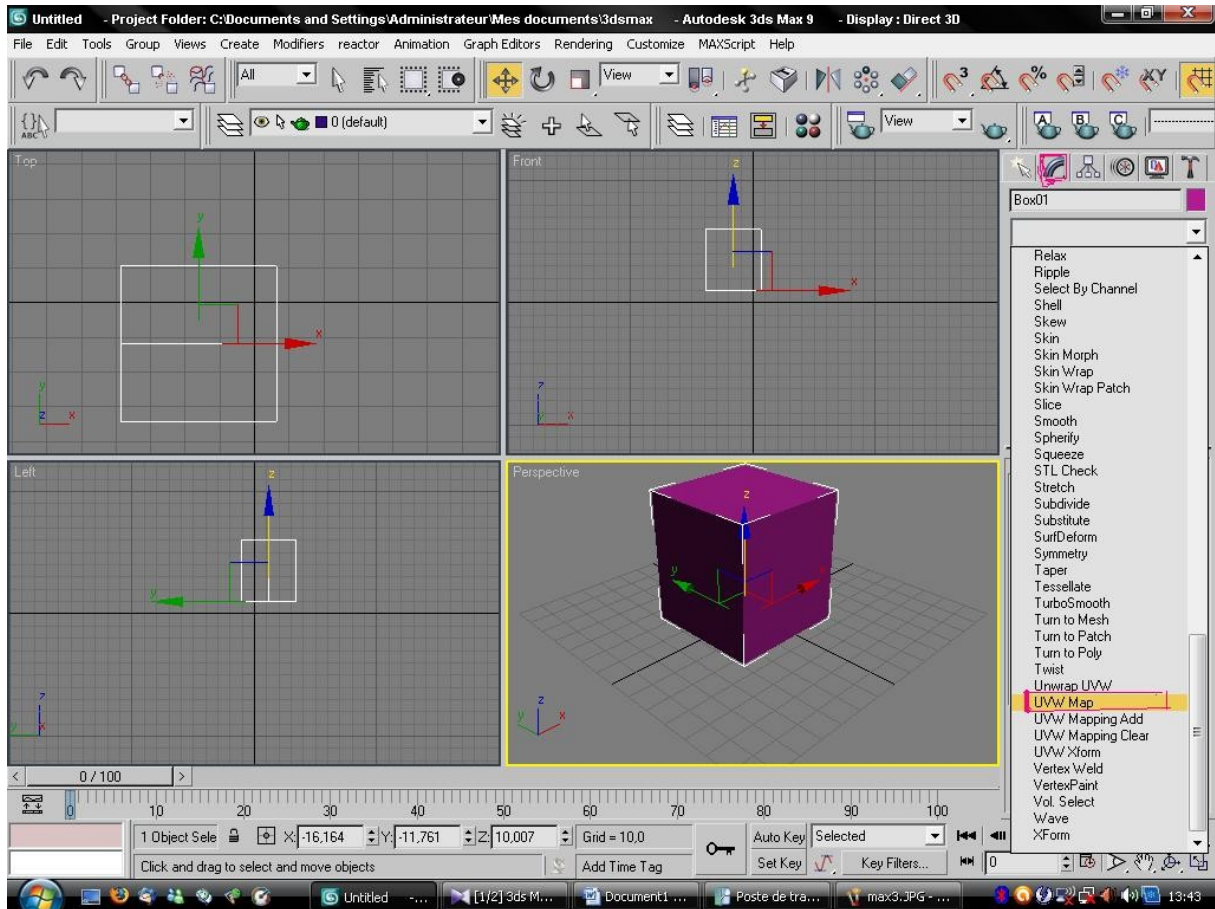 Untitled - Project Folder: C:\Documents and Settings\Administrateur\Mes documents\3dsmax - Autodesk 3ds Max 9 - Display : Direct 3D
File Edit Tools Group Views Create Modifiers reactor Animation Graph Editors Rendering Customize MAXScript Help
All View
ABC 0 (default) View
Top
Front
z
y
x
x
y
z x
z
x
Box01
Relax
Ripple
Select By Channel
Shell
Skew
Skin
Skin Morph
Skin Wrap
Skin Wrap Patch
Slice
Smooth
Spherify
Squeeze
STL Check
Stretch
Subdivide
Substitute
SurfDeform
Symmetry
Taper
Tessellate
TurboSmooth
Turn to Mesh
Turn to Patch
Turn to Poly
Twist
Unwrap UVW
UVW Map
UVW Mapping Add
UVW Mapping Clear
UVW Xform
Vertex Weld
VertexPaint
Vol. Select
Wave
XForm
Left
Perspective
z
z
y
y
x
z
y x
z
y x
0 / 100
0 10 20 30 40 50 60 70 80 90 100
1 Object Sele X: -16,164 Y: -11,761 Z: 10,007 Grid = 10,0 Auto Key Selected
Click and drag to select and move objects Add Time Tag Set Key Key Filters... 0
Untitled -... [1/2] 3ds M... Document1 ... Poste de tra... max3.JPG - ... 13:43